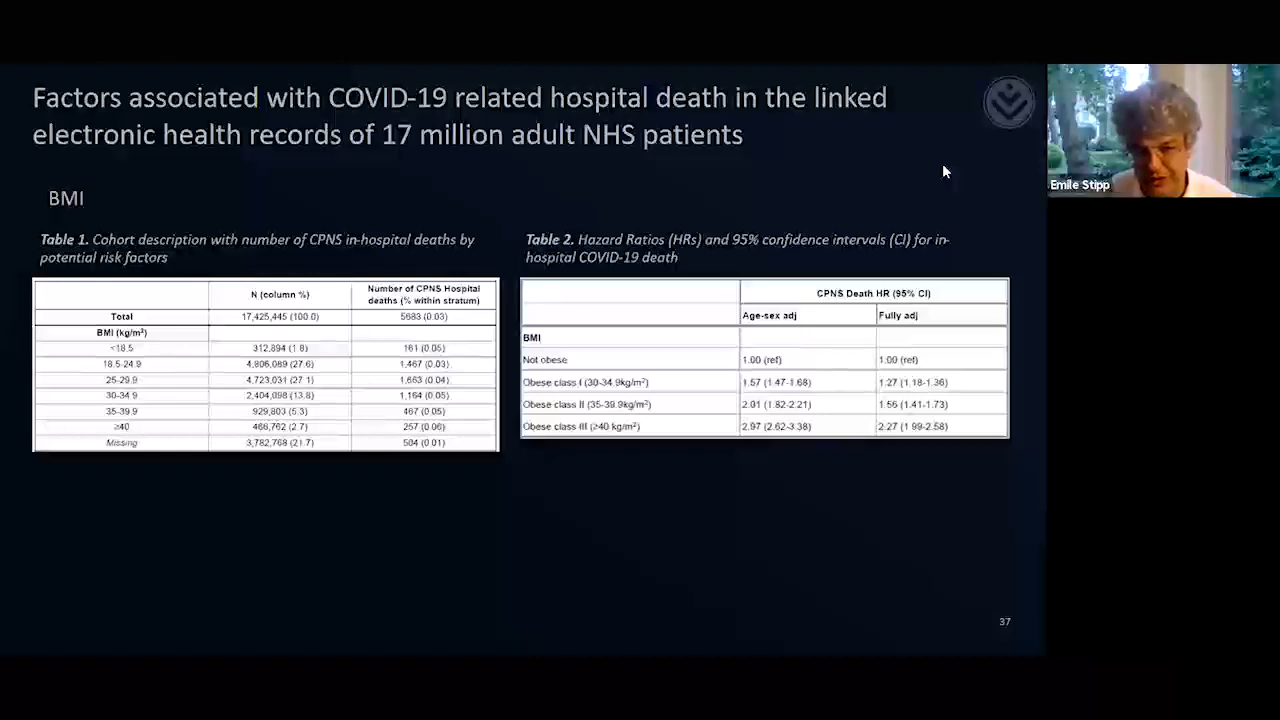 Factors associated with COVID-19 related hospital death in the linked
electronic health records of 17 million adult NHS patients
Emile Stipp
BMI
Table 1. Cohort description with number of CPNS in-hospital deaths by
potential risk factors
N (column %) Number of CPNS Hospital
deaths (% within stratum)
Total 17,425,445 (100.0) 5683 (0.03)
BMI (kg/m²)
<18.5 312,894 (1.8) 161 (0.05)
18.5-24.9 4,806,089 (27.6) 1,467 (0.03)
25-29.9 4,723,031 (27.1) 1,663 (0.04)
30-34.9 2,404,098 (13.8) 1,164 (0.05)
35-39.9 929,803 (5.3) 467 (0.05)
≥40 466,762 (2.7) 257 (0.06)
Missing 3,782,768 (21.7) 504 (0.01)
Table 2. Hazard Ratios (HRs) and 95% confidence intervals (CI) for in-
hospital COVID-19 death
CPNS Death HR (95% CI)
Age-sex adj Fully adj
BMI
Not obese 1.00 (ref) 1.00 (ref)
Obese class I (30-34.9kg/m²) 1.57 (1.47-1.68) 1.27 (1.18-1.36)
Obese class II (35-39.9kg/m²) 2.01 (1.82-2.21) 1.56 (1.41-1.73)
Obese class III (≥40 kg/m²) 2.97 (2.62-3.38) 2.27 (1.99-2.58)
37